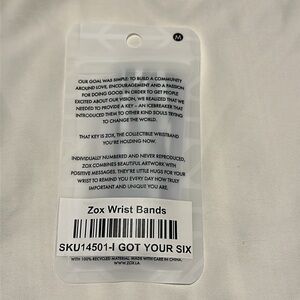 M
OUR GOAL WAS SIMPLE: TO BUILD A COMMUNITY
AROUND LOVE, ENCOURAGEMENT AND A PASSION
FOR DOING GOOD. IN ORDER TO GET PEOPLE
EXCITED ABOUT OUR VISION, WE REALIZED THAT WE
NEEDED TO PROVIDE A KEY – AN ICEBREAKER THAT
INTRODUCED THEM TO OTHER KIND SOULS TRYING
TO CHANGE THE WORLD.
THAT KEY IS ZOX, THE COLLECTIBLE WRISTBAND
YOU'RE HOLDING NOW.
INDIVIDUALLY NUMBERED AND NEVER REPRODUCED,
ZOX COMBINES BEAUTIFUL ARTWORK WITH
POSITIVE MESSAGES. THEY'RE LITTLE HUGS FOR YOUR
WRIST TO REMIND YOU EVERY DAY HOW TRULY
IMPORTANT AND UNIQUE YOU ARE.
Zox Wrist Bands
SKU14501-I GOT YOUR SIX
WITH 100% RECYCLED MATERIAL. MADE WITH CARE IN CHINA.
WWW.ZOX.LA